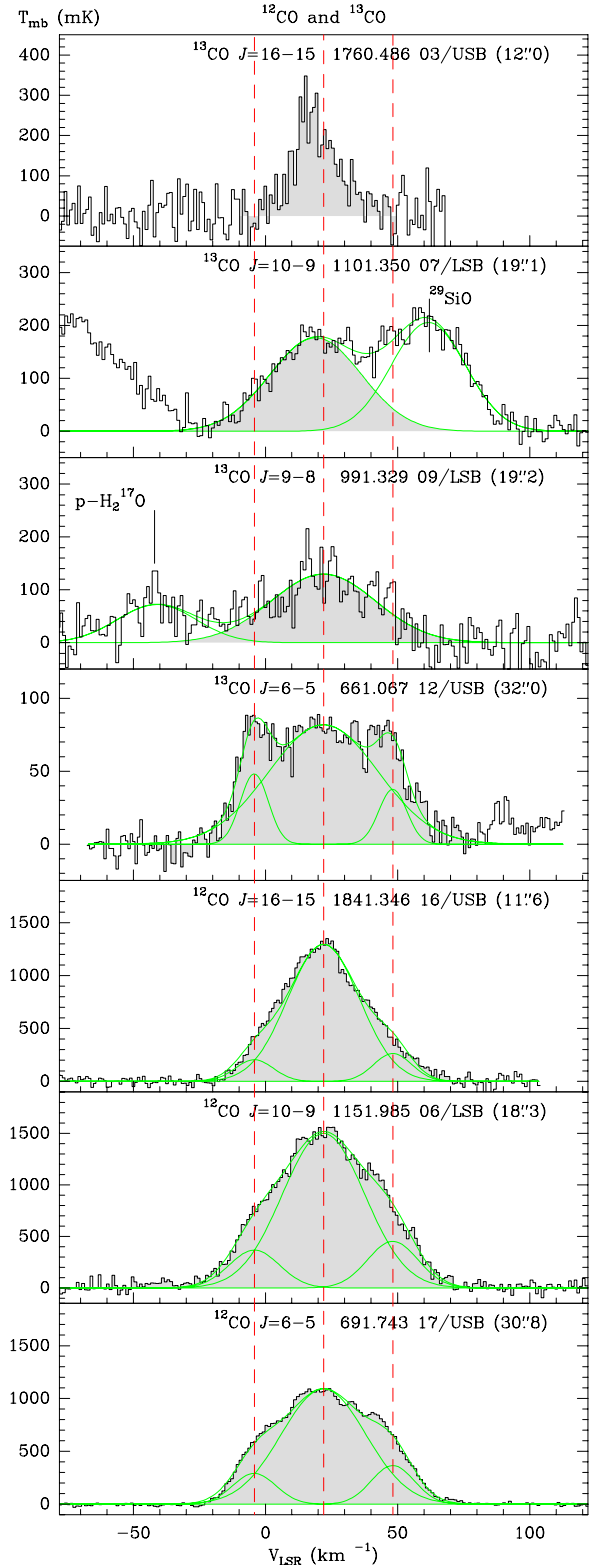 T_mb (mK) ¹²CO and ¹³CO
¹³CO J=16−15 1760.486 03/USB (12."0)
400
300
200
100
0
¹³CO J=10−9 1101.350 07/LSB (19."1)
²⁹SiO
300
200
100
0
¹³CO J=9−8 991.329 09/LSB (19."2)
p−H₂¹⁷O
300
200
100
0
¹³CO J=6−5 661.067 12/USB (32."0)
100
50
0
¹²CO J=16−15 1841.346 16/USB (11."6)
1500
1000
500
0
¹²CO J=10−9 1151.985 06/LSB (18."3)
1500
1000
500
0
¹²CO J=6−5 691.743 17/USB (30."8)
1500
1000
500
0
−50 0 50 100
V_LSR (km ⁻¹)